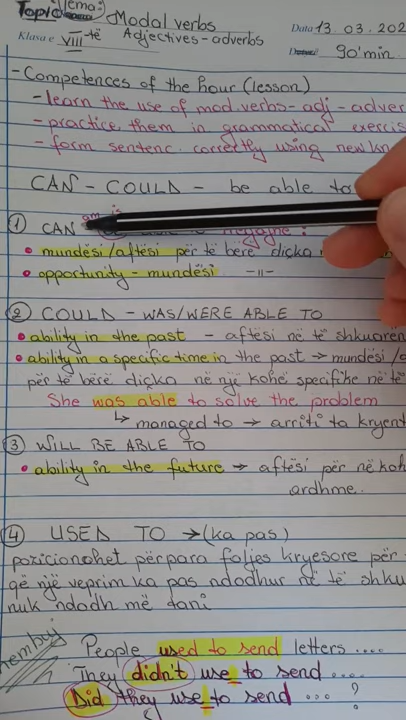 Topic Tema: Modal verbs
Data 13.03.202
Klasa e VIII të Adjectives-adverbs
90'min.
-Competences of the hour (lesson)
-learn the use of mod.verbs-adj-adver
-practice them in grammatical exercis
-form sentenc. correctly using new kn
CAN - COULD - be able to
① CAN
• mundësi/aftësi për të bërë diçka
• opportunity - mundësi -||-
② COULD - WAS/WERE ABLE TO
• ability in the past - aftësi në të shkuarën
• ability in a specific time in the past → mundësi /a
për të bërë diçka në një kohë specifike në të
She was able to solve the problem
↳ managed to → arriti ta kryent
③ WILL BE ABLE TO
• ability in the future → aftësi për në koh
ardhme.
④ USED TO → (ka pas)
pozicionohet përpara foljes kryesore për
që një veprim ka pas ndodhur në të shku
nuk ndodh më tani
People used to send letters ....
They didn't use to send ....
Did they use to send ... ?